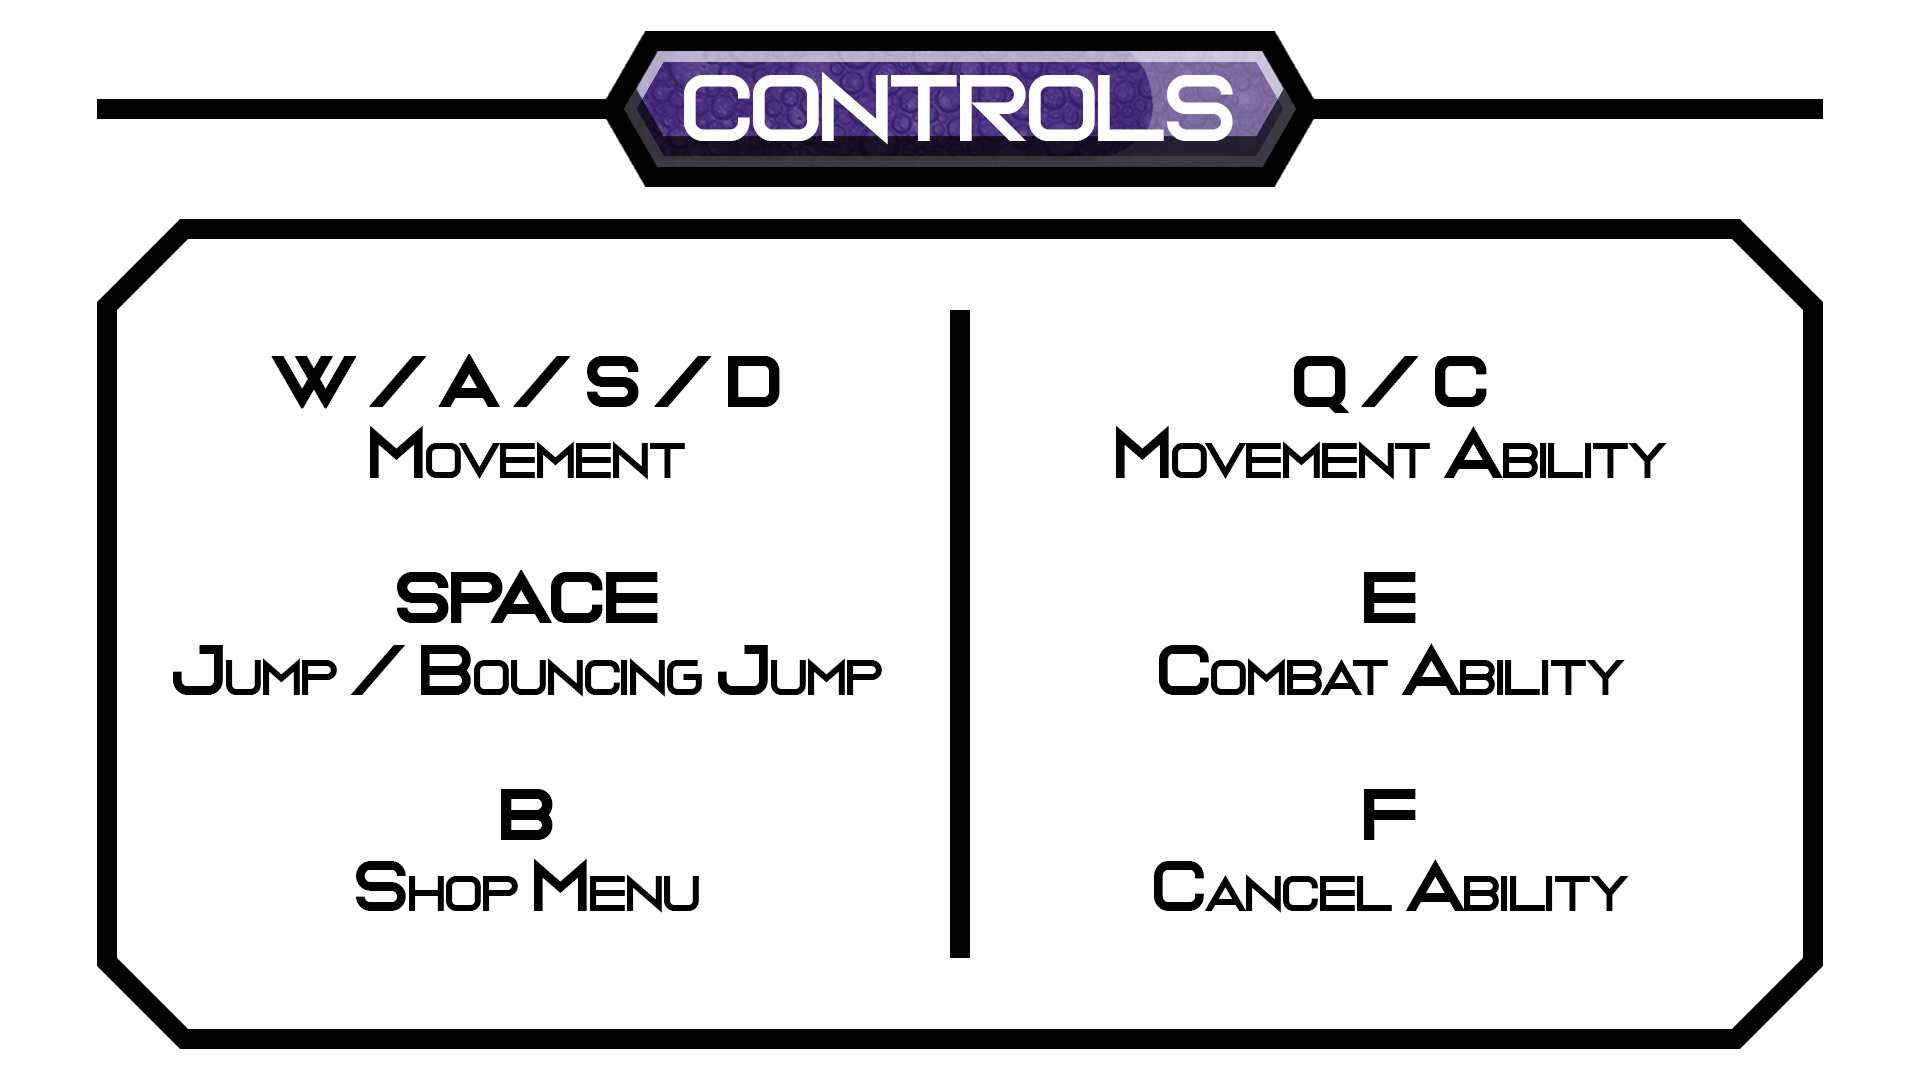 CONTROLS
W / A / S / D
Movement
SPACE
Jump / Bouncing Jump
B
Shop Menu
Q / C
Movement Ability
E
Combat Ability
F
Cancel Ability